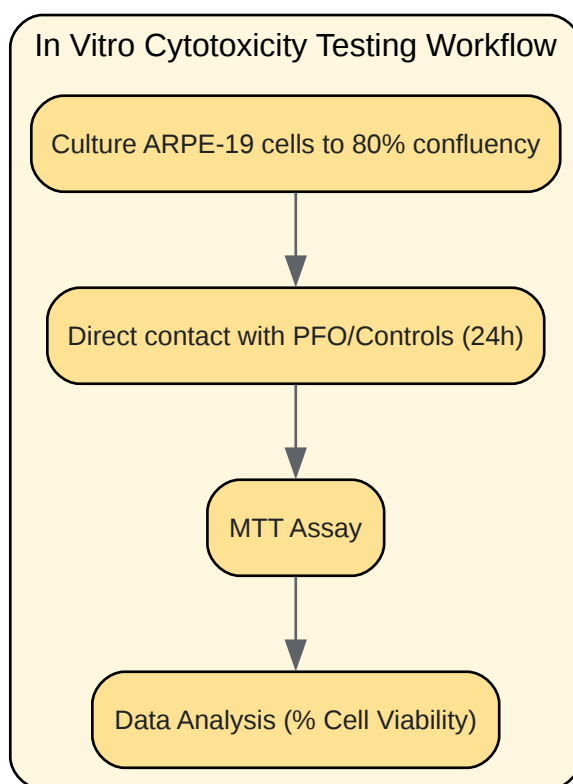 In Vitro Cytotoxicity Testing Workflow
Culture ARPE-19 cells to 80% confluency
Direct contact with PFO/Controls (24h)
MTT Assay
Data Analysis (% Cell Viability)